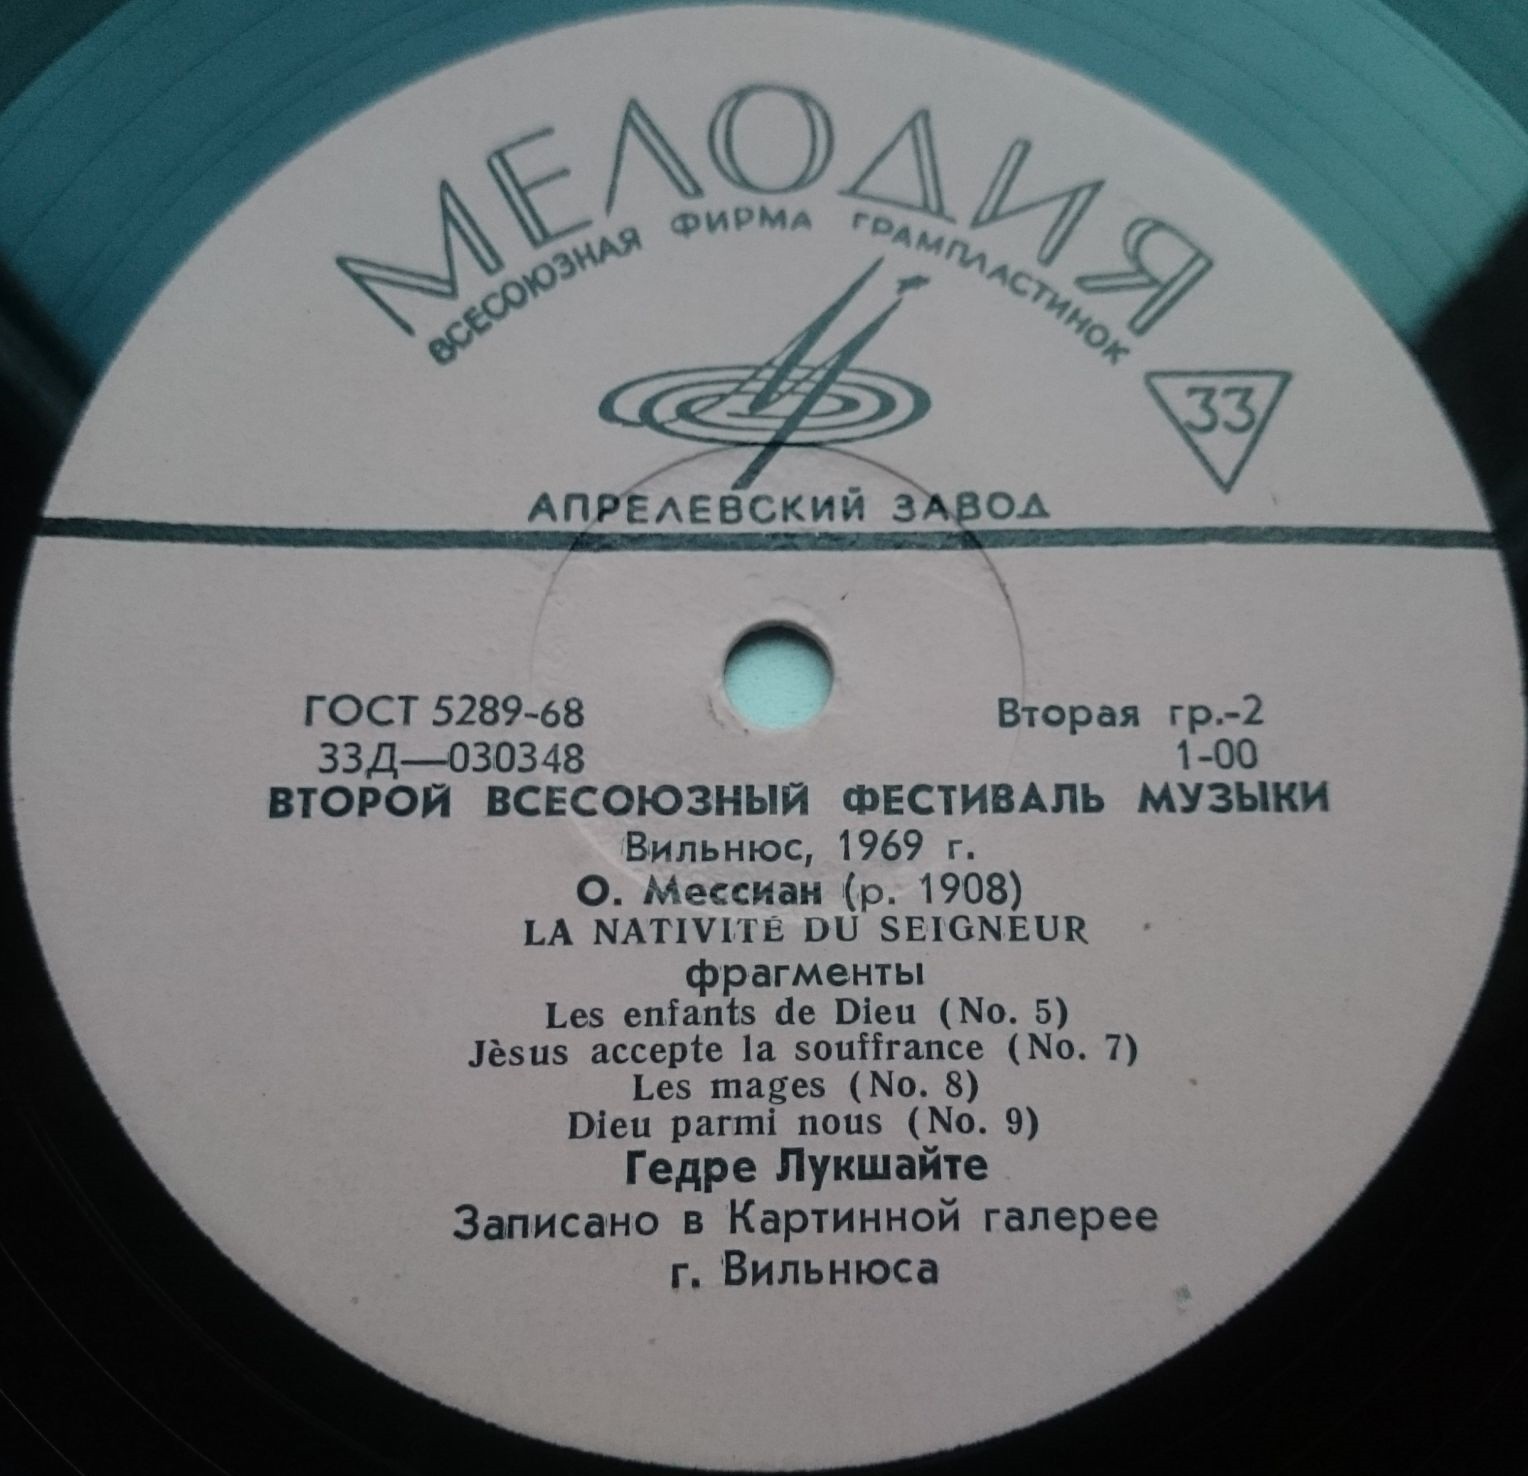 МЕЛОДИЯ
ВСЕСОЮЗНАЯ ФИРМА ГРАМПЛАСТИНОК
33
АПРЕЛЕВСКИЙ ЗАВОД
ГОСТ 5289-68
Вторая гр.-2
33Д—030348
1-00
ВТОРОЙ ВСЕСОЮЗНЫЙ ФЕСТИВАЛЬ МУЗЫКИ
Вильнюс, 1969 г.
О. Мессиан (р. 1908)
LA NATIVITÉ DU SEIGNEUR
фрагменты
Les enfants de Dieu (No. 5)
Jèsus accepte la souffrance (No. 7)
Les mages (No. 8)
Dieu parmi nous (No. 9)
Гедре Лукшайте
Записано в Картинной галерее
г. Вильнюса